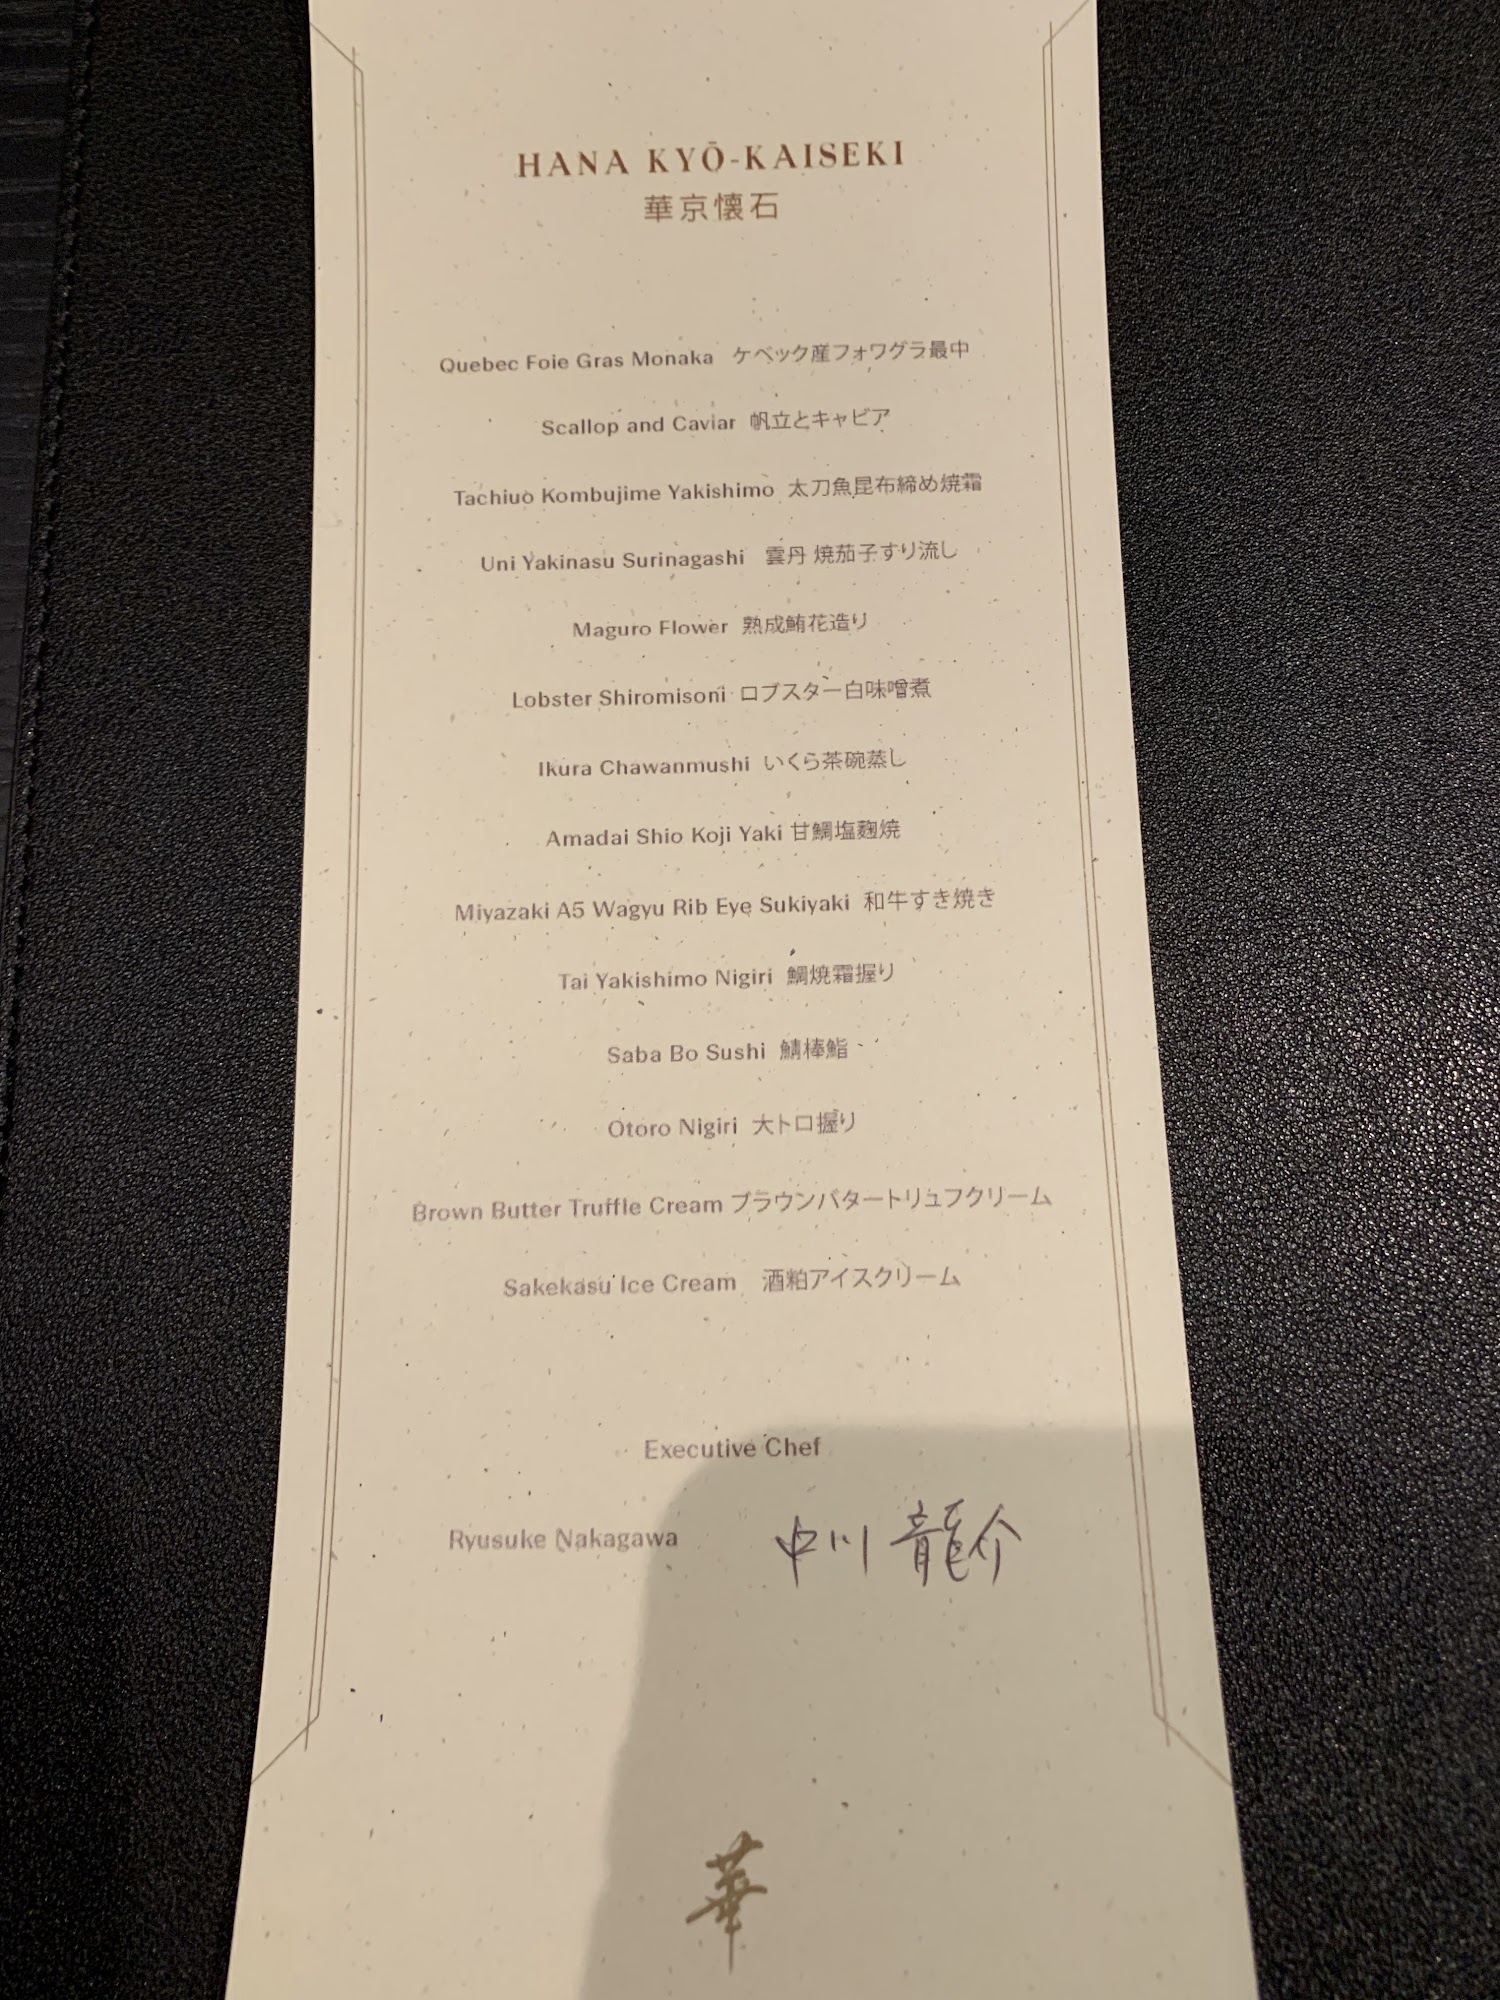 HANA KYŌ-KAISEKI
華京懐石
Quebec Foie Gras Monaka ケベック産フォワグラ最中
Scallop and Caviar 帆立とキャビア
Tachiuo Kombujime Yakishimo 太刀魚昆布締め焼霜
Uni Yakinasu Surinagashi 雲丹 焼茄子すり流し
Maguro Flower 熟成鮪花造り
Lobster Shiromisoni ロブスター白味噌煮
Ikura Chawanmushi いくら茶碗蒸し
Amadai Shio Koji Yaki 甘鯛塩麹焼
Miyazaki A5 Wagyu Rib Eye Sukiyaki 和牛すき焼き
Tai Yakishimo Nigiri 鯛焼霜握り
Saba Bo Sushi 鯖棒鮨
Otoro Nigiri 大トロ握り
Brown Butter Truffle Cream ブラウンバタートリュフクリーム
Sakekasu Ice Cream 酒粕アイスクリーム
Executive Chef
Ryusuke Nakagawa 中川 龍介
華